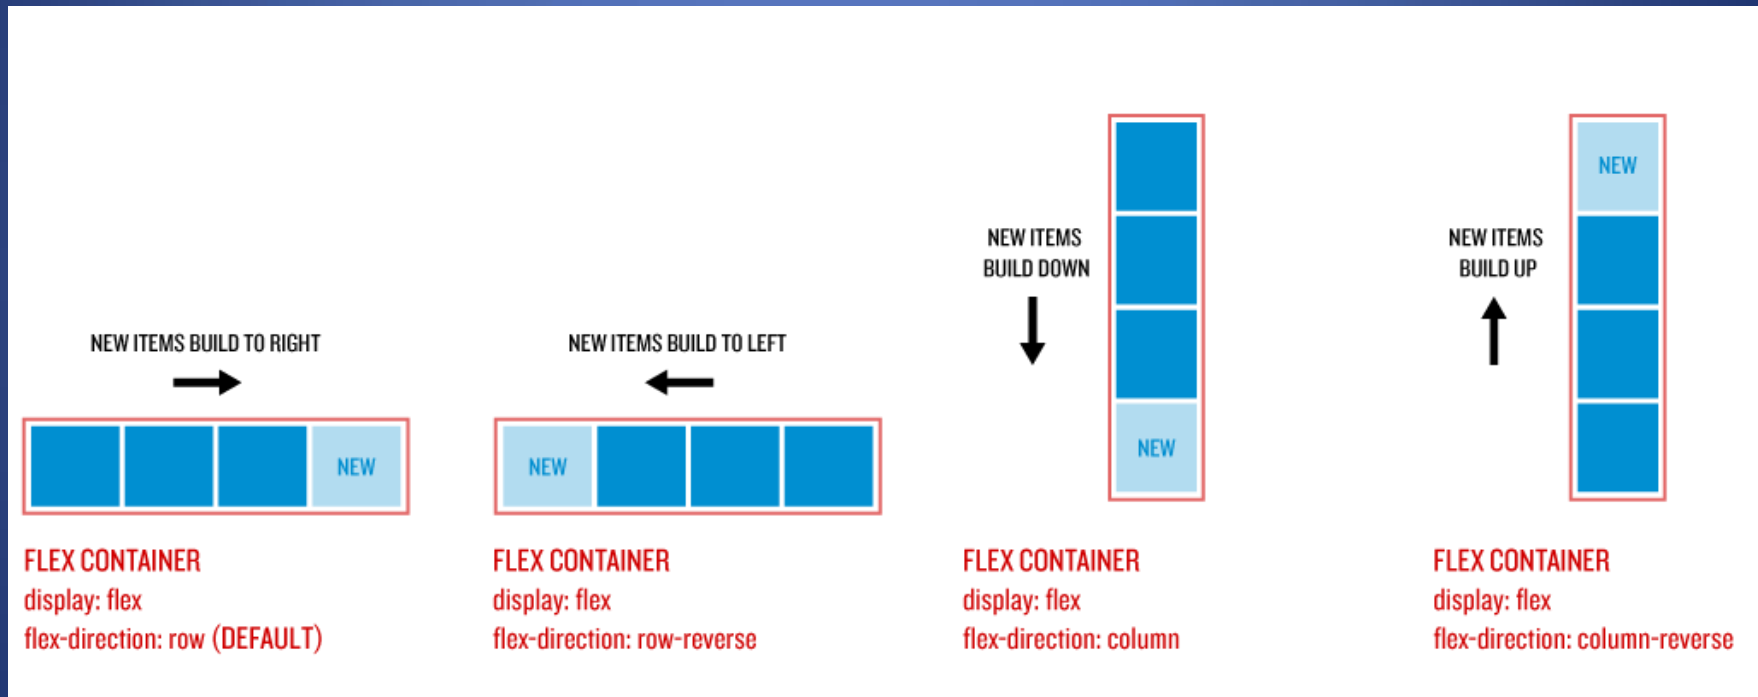 NEW ITEMS BUILD TO RIGHT
NEW
FLEX CONTAINER
display: flex
flex-direction: row (DEFAULT)
NEW ITEMS BUILD TO LEFT
NEW
FLEX CONTAINER
display: flex
flex-direction: row-reverse
NEW ITEMS
BUILD DOWN
NEW
FLEX CONTAINER
display: flex
flex-direction: column
NEW ITEMS
BUILD UP
NEW
FLEX CONTAINER
display: flex
flex-direction: column-reverse